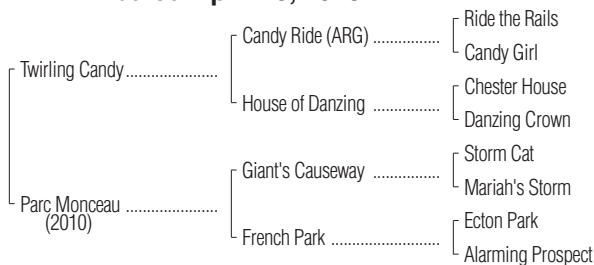 Ride the Rails
Candy Ride (ARG) ................
Candy Girl
Twirling Candy ......................
Chester House
House of Danzing ................
Danzing Crown
Storm Cat
Giant's Causeway ................
Mariah's Storm
Parc Monceau ......................
(2010)
Ecton Park
French Park ..........................
Alarming Prospect